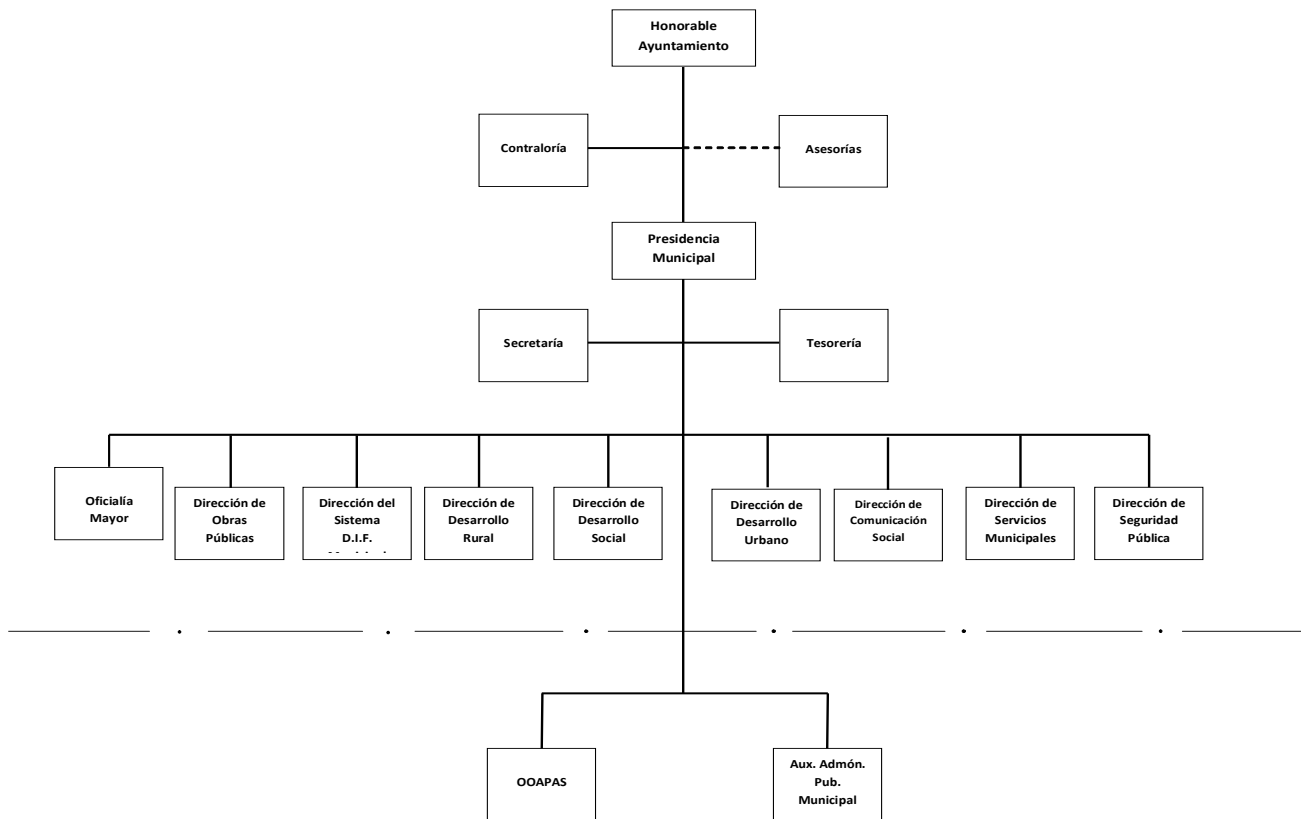 Honorable
Ayuntamiento
Contraloría
Asesorías
Presidencia
Municipal
Secretaría
Tesorería
Oficialía
Mayor
Dirección de
Obras
Públicas
Dirección del
Sistema
D.I.F.
Dirección de
Desarrollo
Rural
Dirección de
Desarrollo
Social
Dirección de
Desarrollo
Urbano
Dirección de
Comunicación
Social
Dirección de
Servicios
Municipales
Dirección de
Seguridad
Pública
OOAPAS
Aux. Admón.
Pub.
Municipal